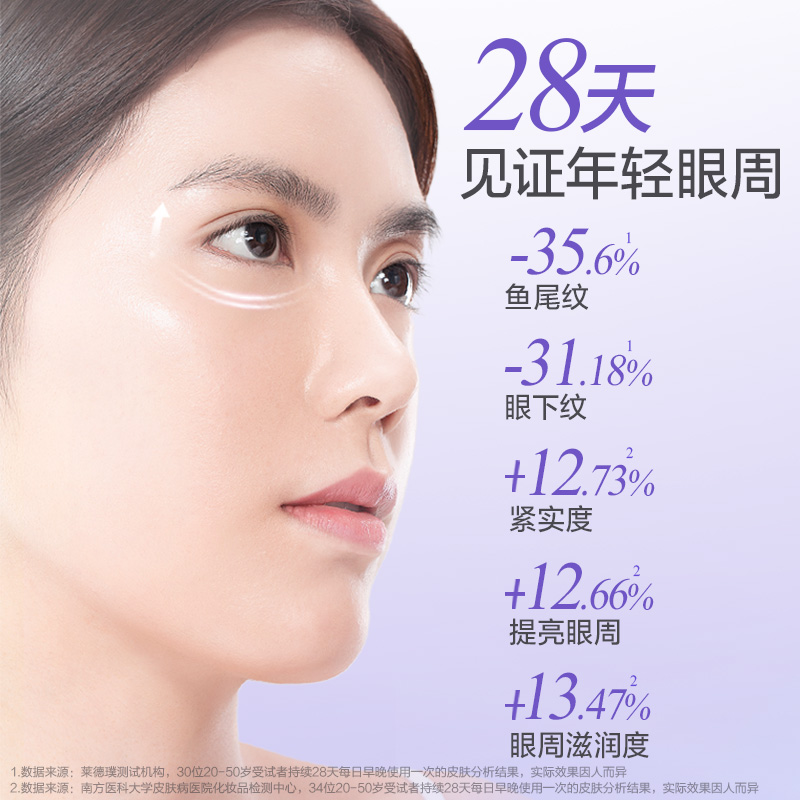 28天
见证年轻眼周
-35.6%¹
鱼尾纹
-31.18%¹
眼下纹
+12.73%²
紧实度
+12.66%²
提亮眼周
+13.47%²
眼周滋润度
1.数据来源：莱德璞测试机构，30位20-50岁受试者持续28天每日早晚使用一次的皮肤分析结果，实际效果因人而异
2.数据来源：南方医科大学皮肤病医院化妆品检测中心，34位20-50岁受试者持续28天每日早晚使用一次的皮肤分析结果，实际效果因人而异